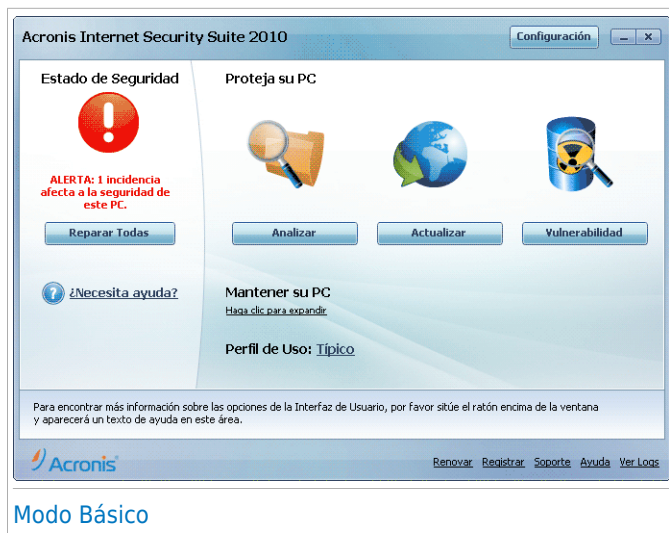 Acronis Internet Security Suite 2010
Configuración
Estado de Seguridad
ALERTA: 1 incidencia
afecta a la seguridad de
este PC.
Reparar Todas
¿Necesita ayuda?
Proteja su PC
Analizar
Actualizar
Vulnerabilidad
Mantener su PC
Haga clic para expandir
Perfil de Uso: Típico
Para encontrar más información sobre las opciones de la Interfaz de Usuario, por favor sitúe el ratón encima de la ventana
y aparecerá un texto de ayuda en este área.
Acronis
Renovar Registrar Soporte Ayuda Ver Logs
Modo Básico